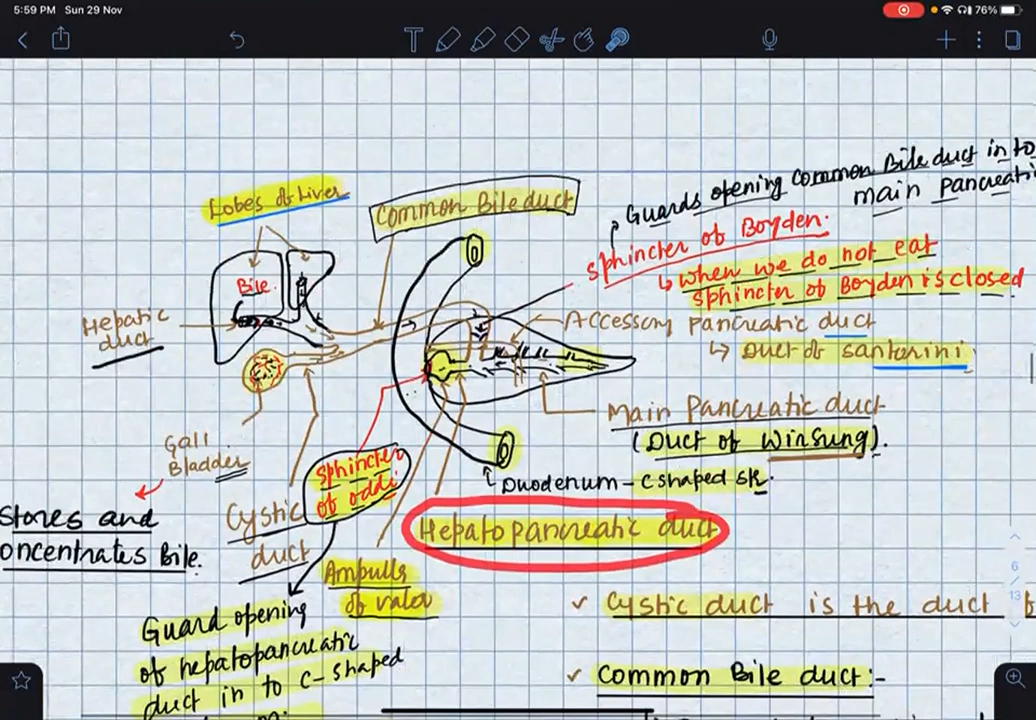 5:59 PM Sun 29 Nov
76%
T
Guards opening Common Bile duct in to
main pancreati
Lobes of Liver
Common Bile duct
sphincter of Boyden.
when we do not eat
sphincter of Boyden is closed
Bile.
Hepatic
duct
Accessory pancreatic duct
Duct of santorini
Main Pancreatic duct
(Duct of Winsung).
Gall
Bladder
sphincter
of oddi
Duodenum - C shaped str.
Stores and
oncentrates Bile.
Cystic
duct
Hepatopancreatic duct
Ampulla
of vater
Guard opening
of hepatopancreatic
duct in to C-shaped
Cystic duct is the duct
Common Bile duct:-
6
13